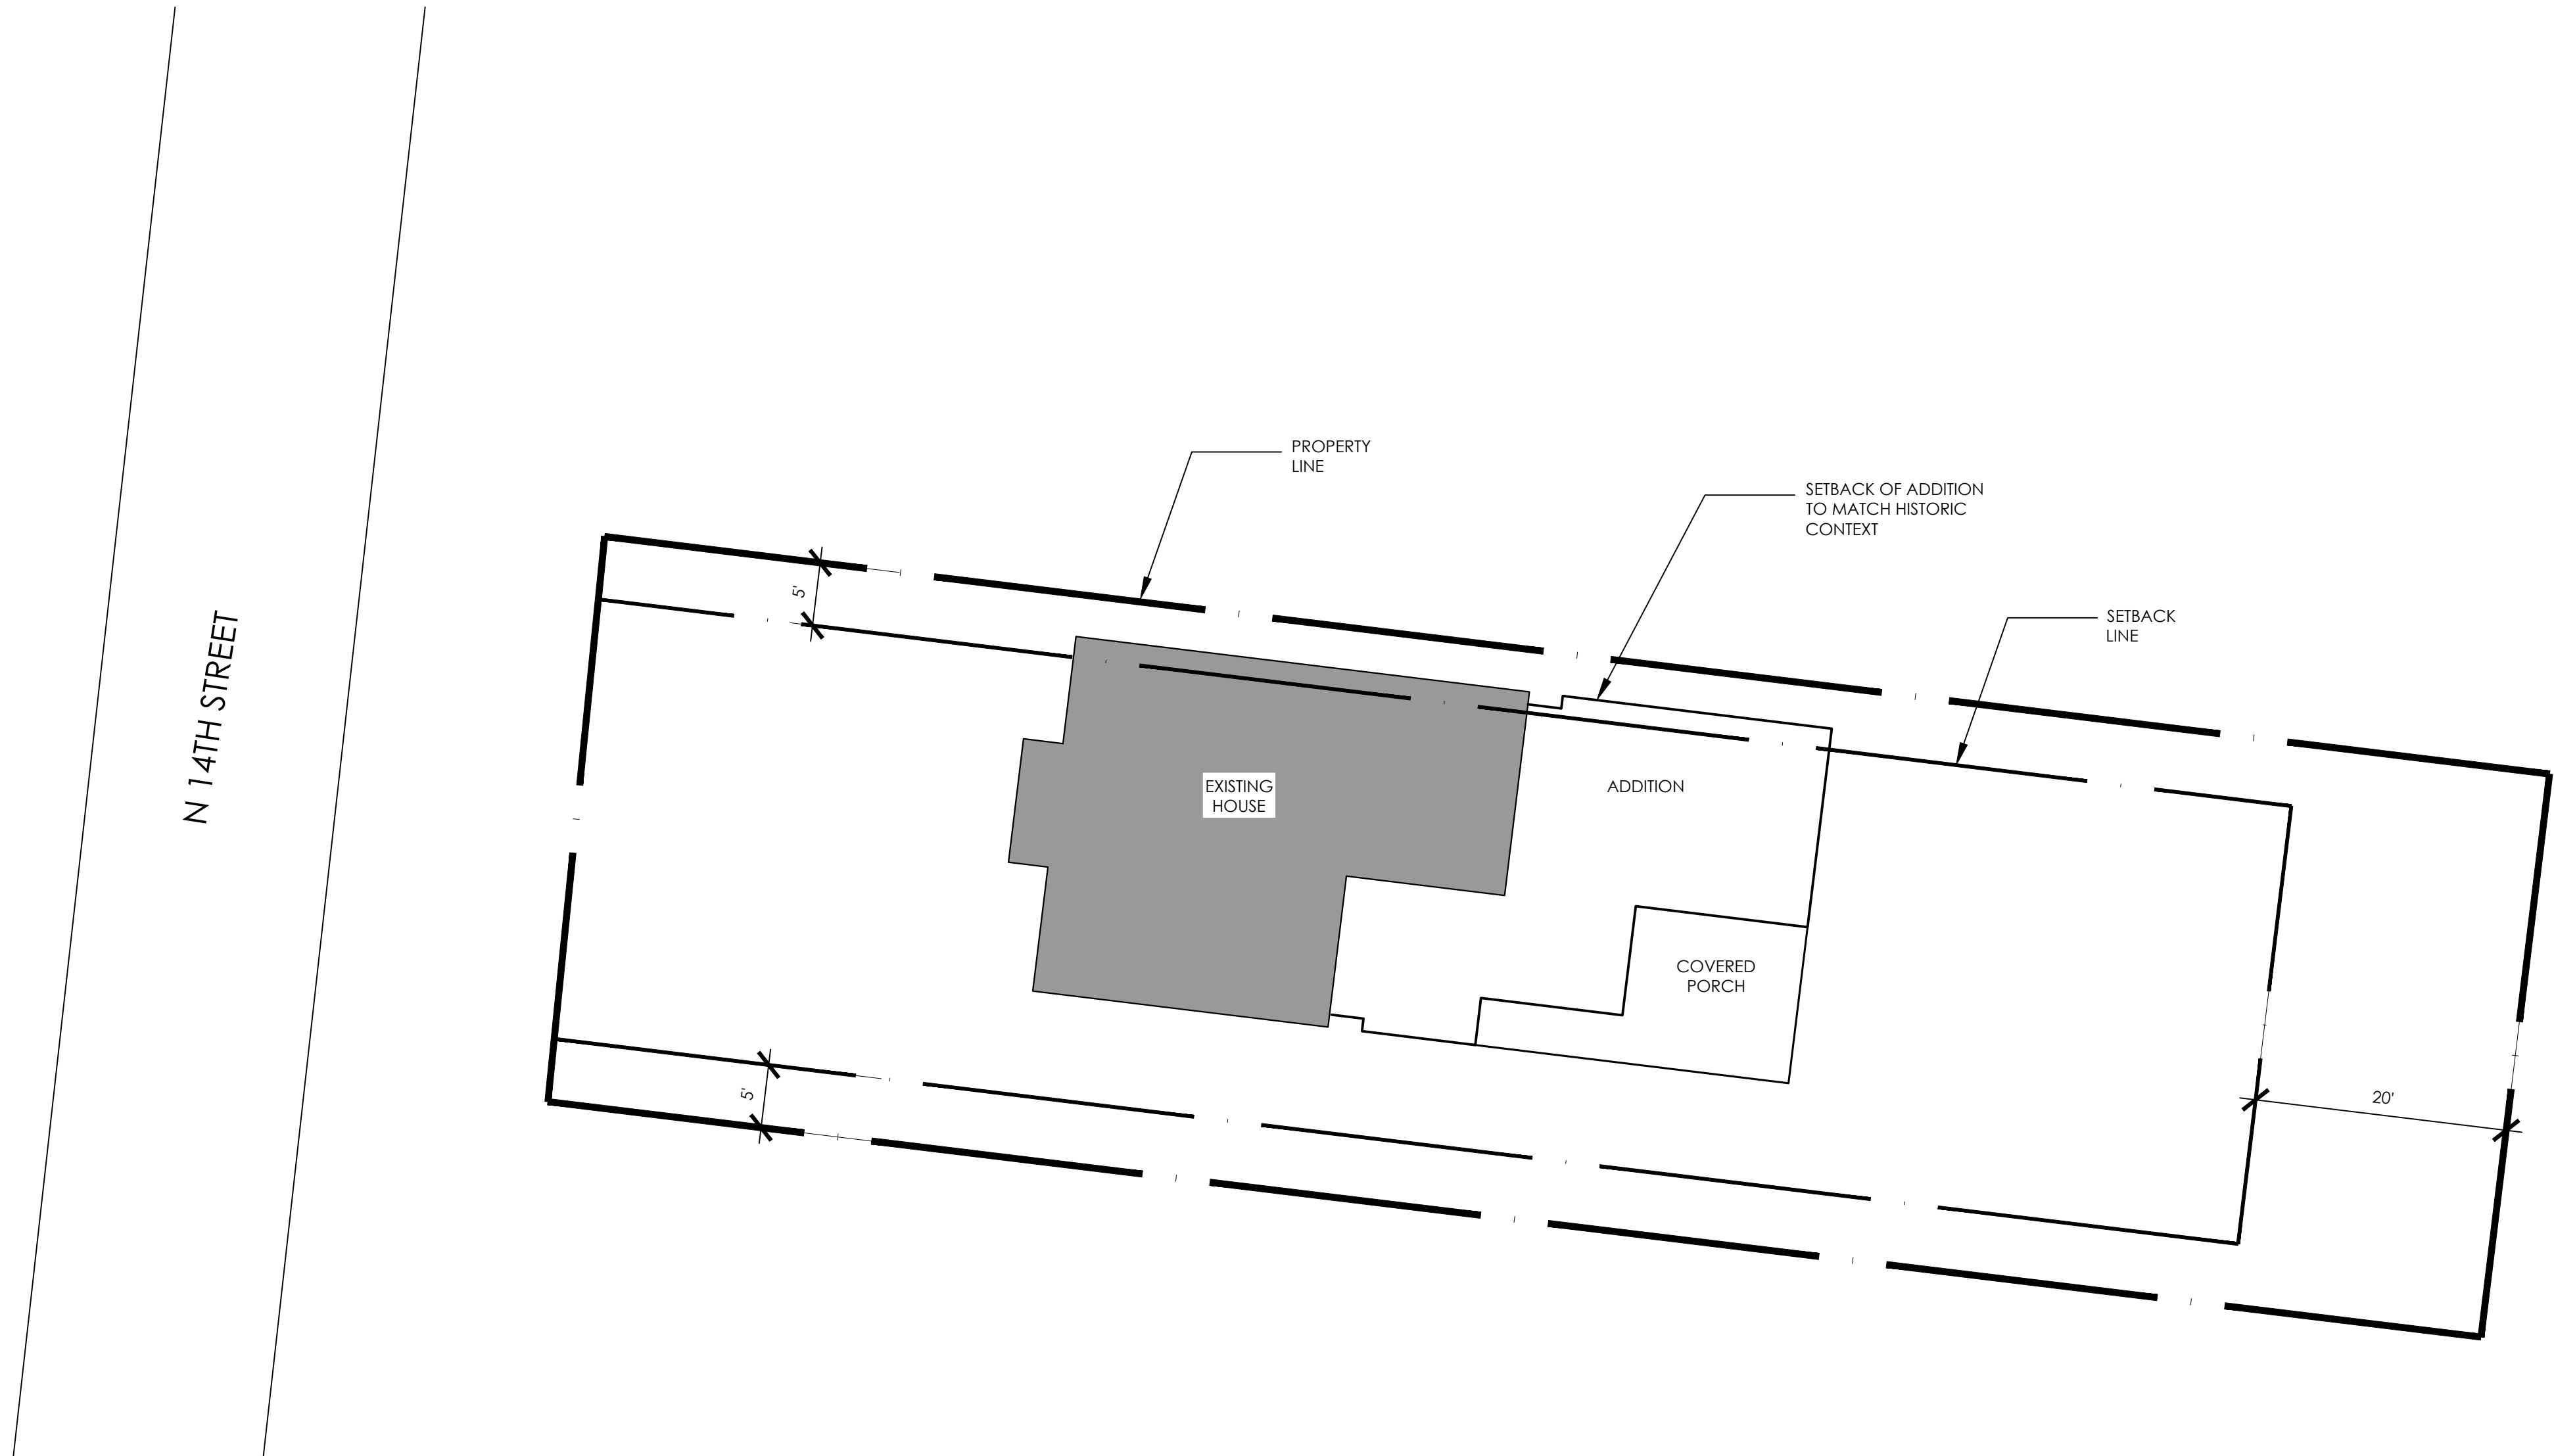 PROPERTY
LINE
SETBACK OF ADDITION
TO MATCH HISTORIC
CONTEXT
5'
SETBACK
LINE
N 14TH STREET
EXISTING
HOUSE
ADDITION
COVERED
PORCH
5'
20'